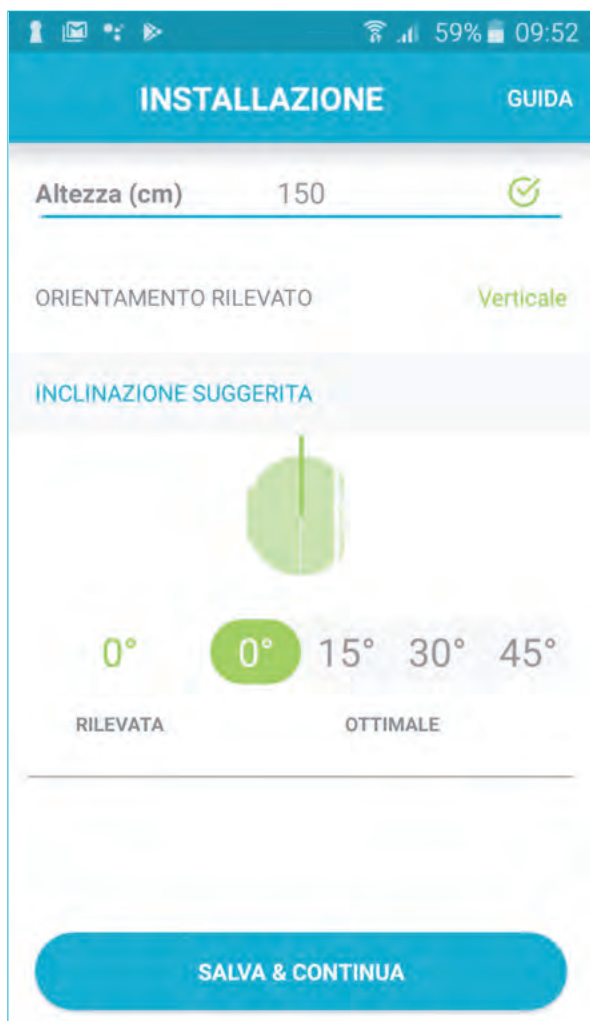 59% 09:52
INSTALLAZIONE GUIDA
Altezza (cm) 150
ORIENTAMENTO RILEVATO Verticale
INCLINAZIONE SUGGERITA
0° 0° 15° 30° 45°
RILEVATA OTTIMALE
SALVA & CONTINUA